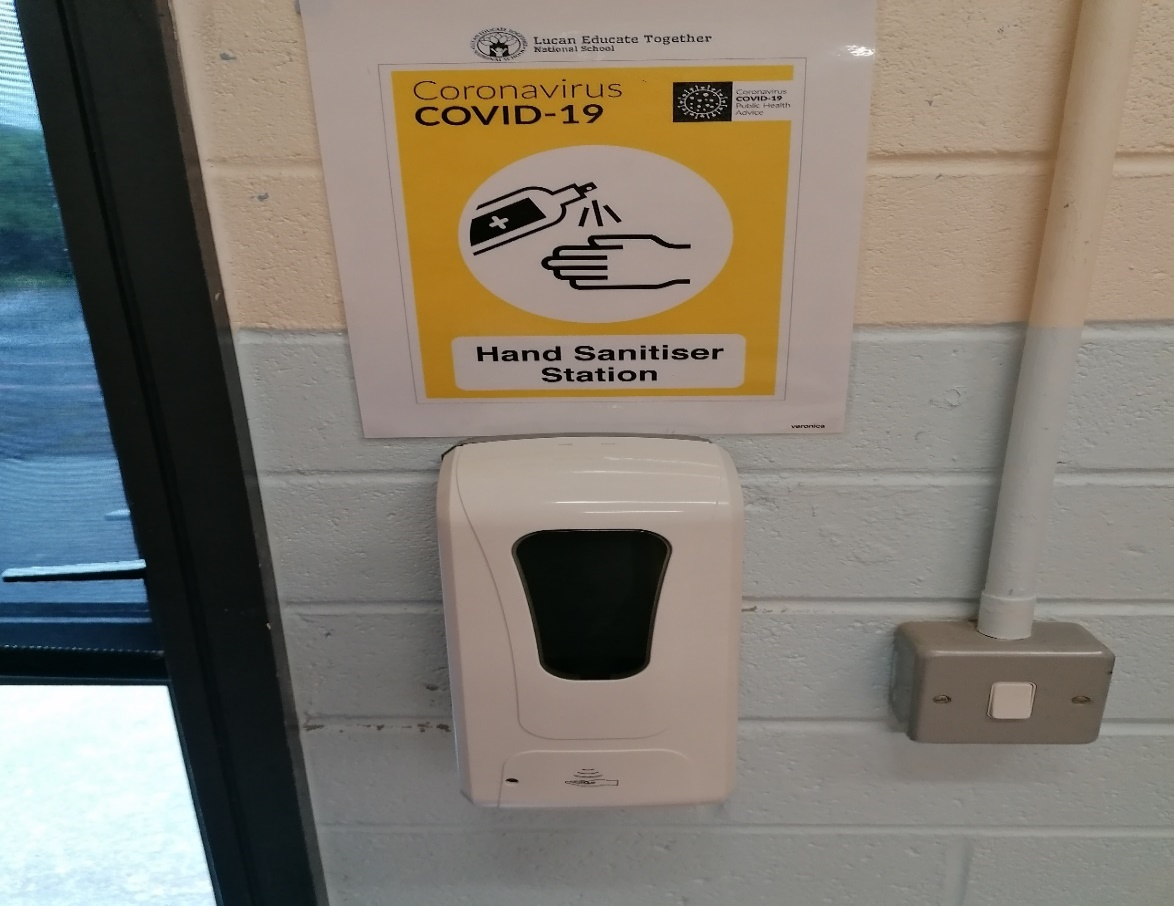 Lucan Educate Together
National School
Coronavirus
COVID-19
Coronavirus
COVID-19
Public Health
Advice
Hand Sanitiser
Station
veronica